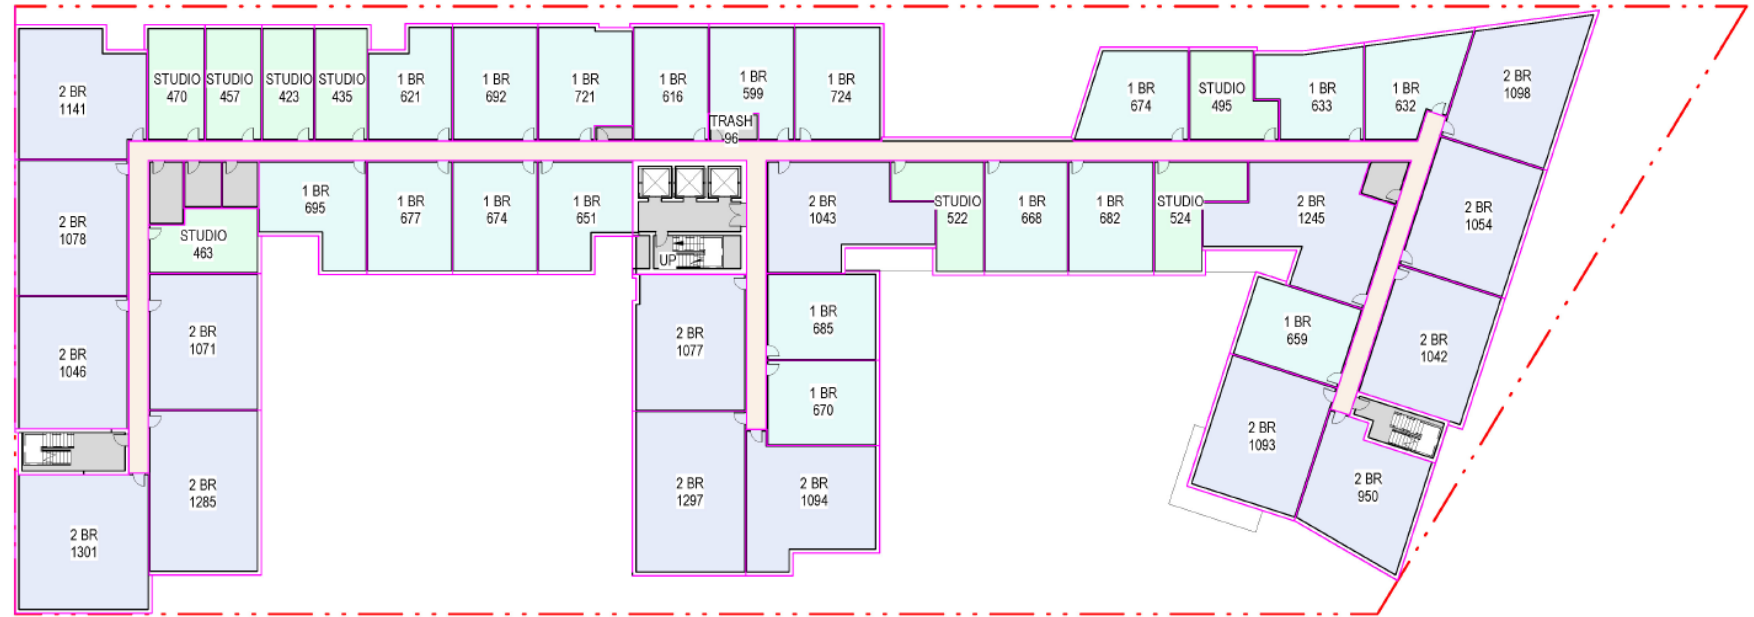 2 BR
1141
STUDIO
470
STUDIO
457
STUDIO
423
STUDIO
435
1 BR
621
1 BR
692
1 BR
721
1 BR
616
1 BR
599
TRASH
96
1 BR
724
1 BR
674
STUDIO
495
1 BR
633
1 BR
632
2 BR
1098
2 BR
1078
STUDIO
463
1 BR
695
1 BR
677
1 BR
674
1 BR
651
UP
2 BR
1043
STUDIO
522
1 BR
668
1 BR
682
STUDIO
524
2 BR
1245
2 BR
1054
2 BR
1046
2 BR
1071
2 BR
1077
1 BR
685
1 BR
659
2 BR
1042
1 BR
670
2 BR
1093
2 BR
1285
2 BR
1297
2 BR
1094
2 BR
950
2 BR
1301